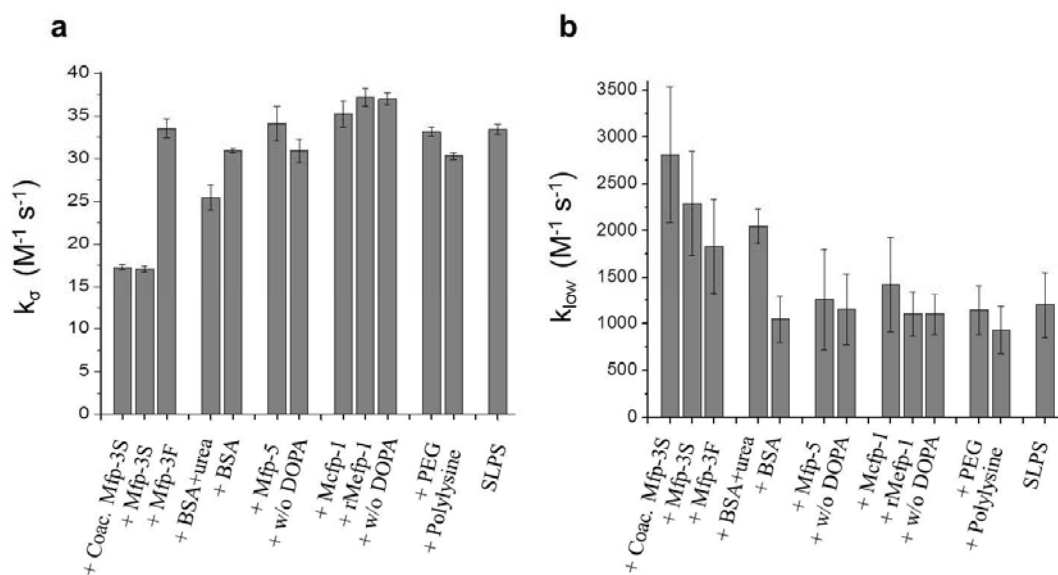 a
40
35
30
25
20
15
10
5
0
kσ (M⁻¹ s⁻¹)
+ Coac. Mfp-3S
+ Mfp-3S
+ Mfp-3F
+ BSA+urea
+ BSA
+ Mfp-5
+ w/o DOPA
+ Mcfp-1
+ rMefp-1
+ w/o DOPA
+ PEG
+ Polylysine
SLPS
b
3500
3000
2500
2000
1500
1000
500
0
klow (M⁻¹ s⁻¹)
+ Coac. Mfp-3S
+ Mfp-3S
+ Mfp-3F
+ BSA+urea
+ BSA
+ Mfp-5
+ w/o DOPA
+ Mcfp-1
+ rMefp-1
+ w/o DOPA
+ PEG
+ Polylysine
SLPS